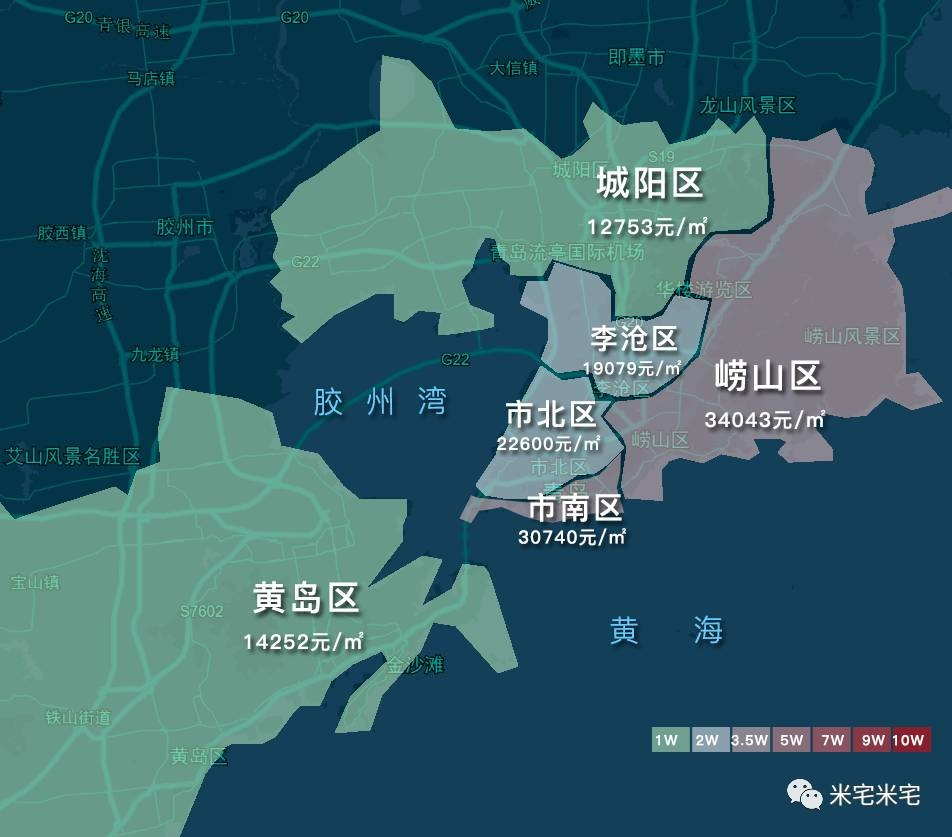 G20
青银高速
G20
马店镇
大信镇
即墨市
龙山风景区
S19
城阳区
城阳区
12753元/㎡
胶西镇
胶州市
沈海高速
G22
青岛流亭国际机场
华楼游览区
G20
李沧区
19079元/㎡
李沧区
崂山风景区
崂山区
34043元/㎡
九龙镇
G22
胶州湾
市北区
22600元/㎡
崂山区
艾山风景名胜区
市北区
青岛
市南区
30740元/㎡
宝山镇
S7602
黄岛区
14252元/㎡
黄海
金沙滩
铁山街道
黄岛区
1W 2W 3.5W 5W 7W 9W 10W
米宅米宅